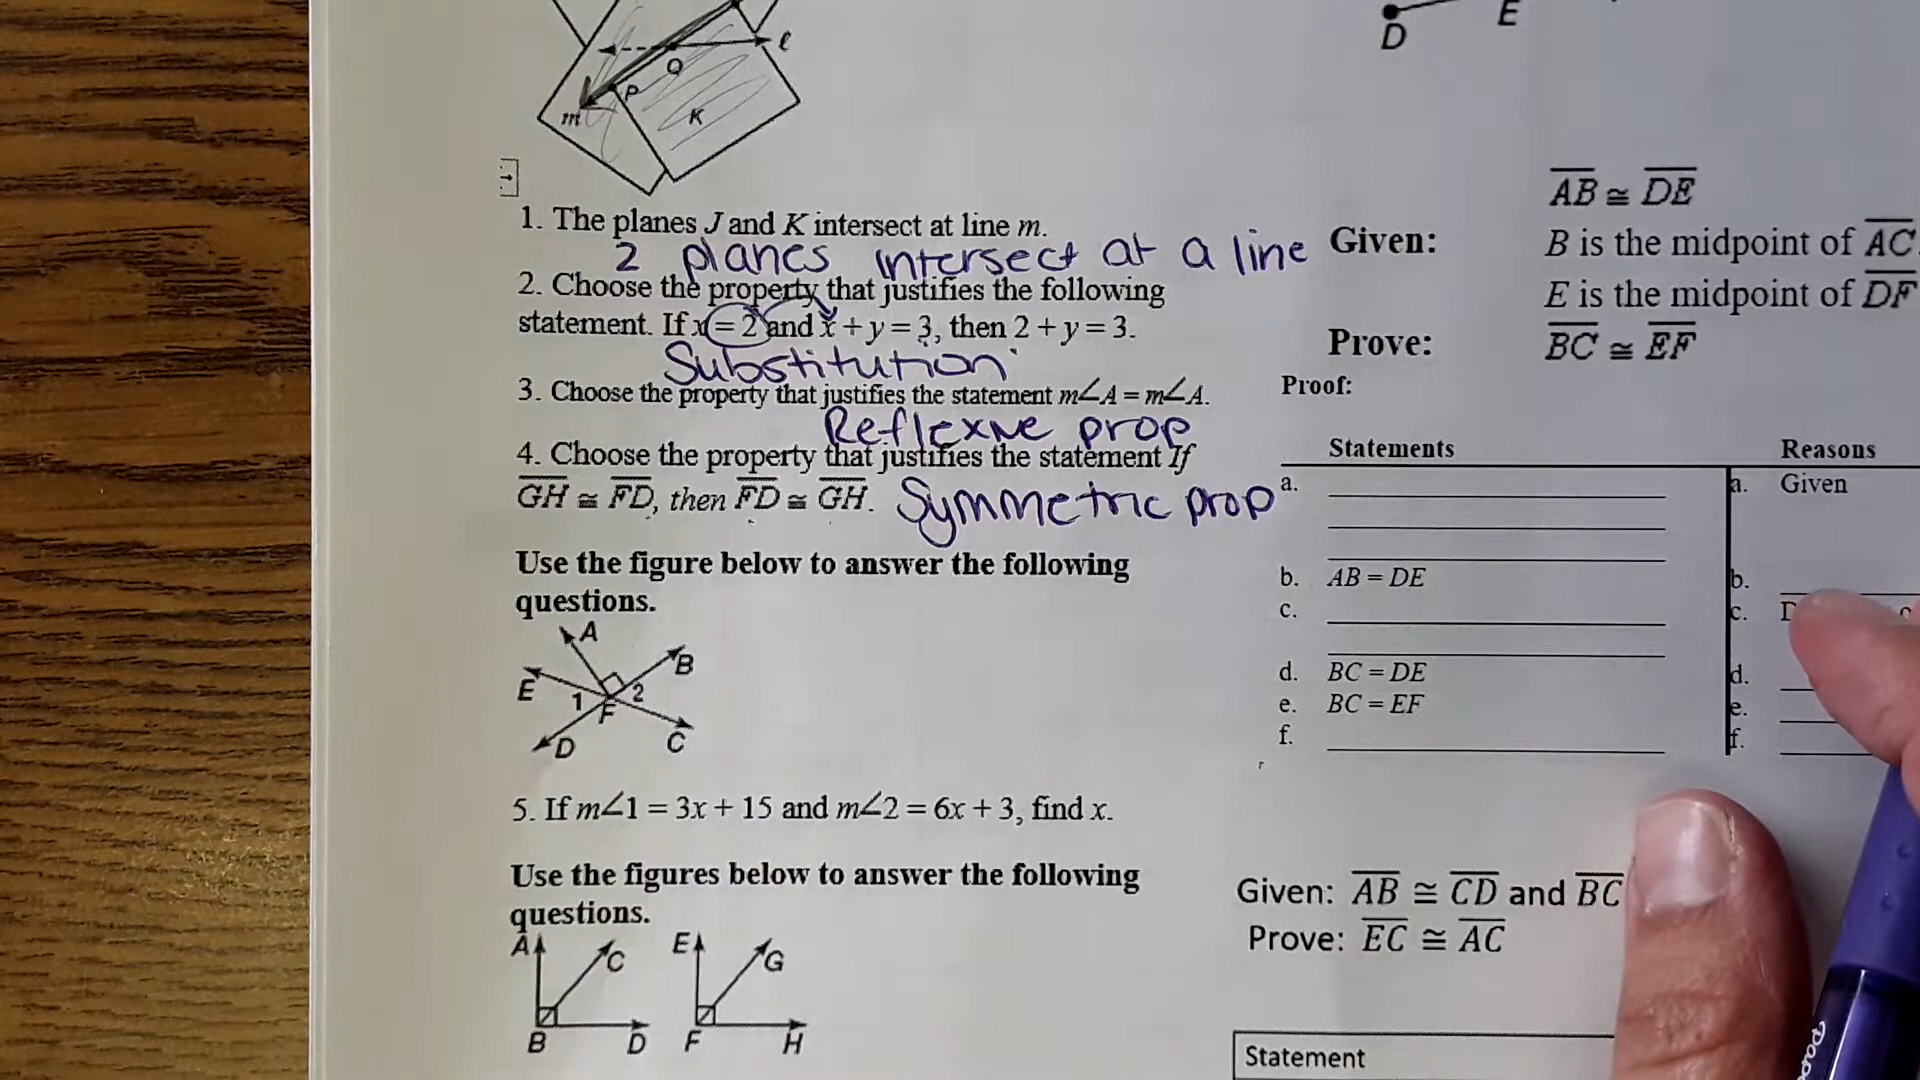 ℓ
Q
P
m
K
D
E
1. The planes J and K intersect at line m.
2 planes intersect at a line
2. Choose the property that justifies the following
statement. If x = 2 and x + y = 3, then 2 + y = 3.
Substitution
3. Choose the property that justifies the statement m∠A = m∠A.
Reflexive prop
4. Choose the property that justifies the statement If
GH ≅ FD, then FD ≅ GH.
Symmetric prop
Use the figure below to answer the following
questions.
A
B
E
1
2
F
D
C
5. If m∠1 = 3x + 15 and m∠2 = 6x + 3, find x.
Use the figures below to answer the following
questions.
A
C
B
D
E
G
F
H
AB ≅ DE
Given:
B is the midpoint of AC
E is the midpoint of DF
Prove:
BC ≅ EF
Proof:
Statements
Reasons
a.
a. Given
b. AB = DE
b.
c.
c.
d. BC = DE
d.
e. BC = EF
e.
f.
f.
Given: AB ≅ CD and BC
Prove: EC ≅ AC
Statement